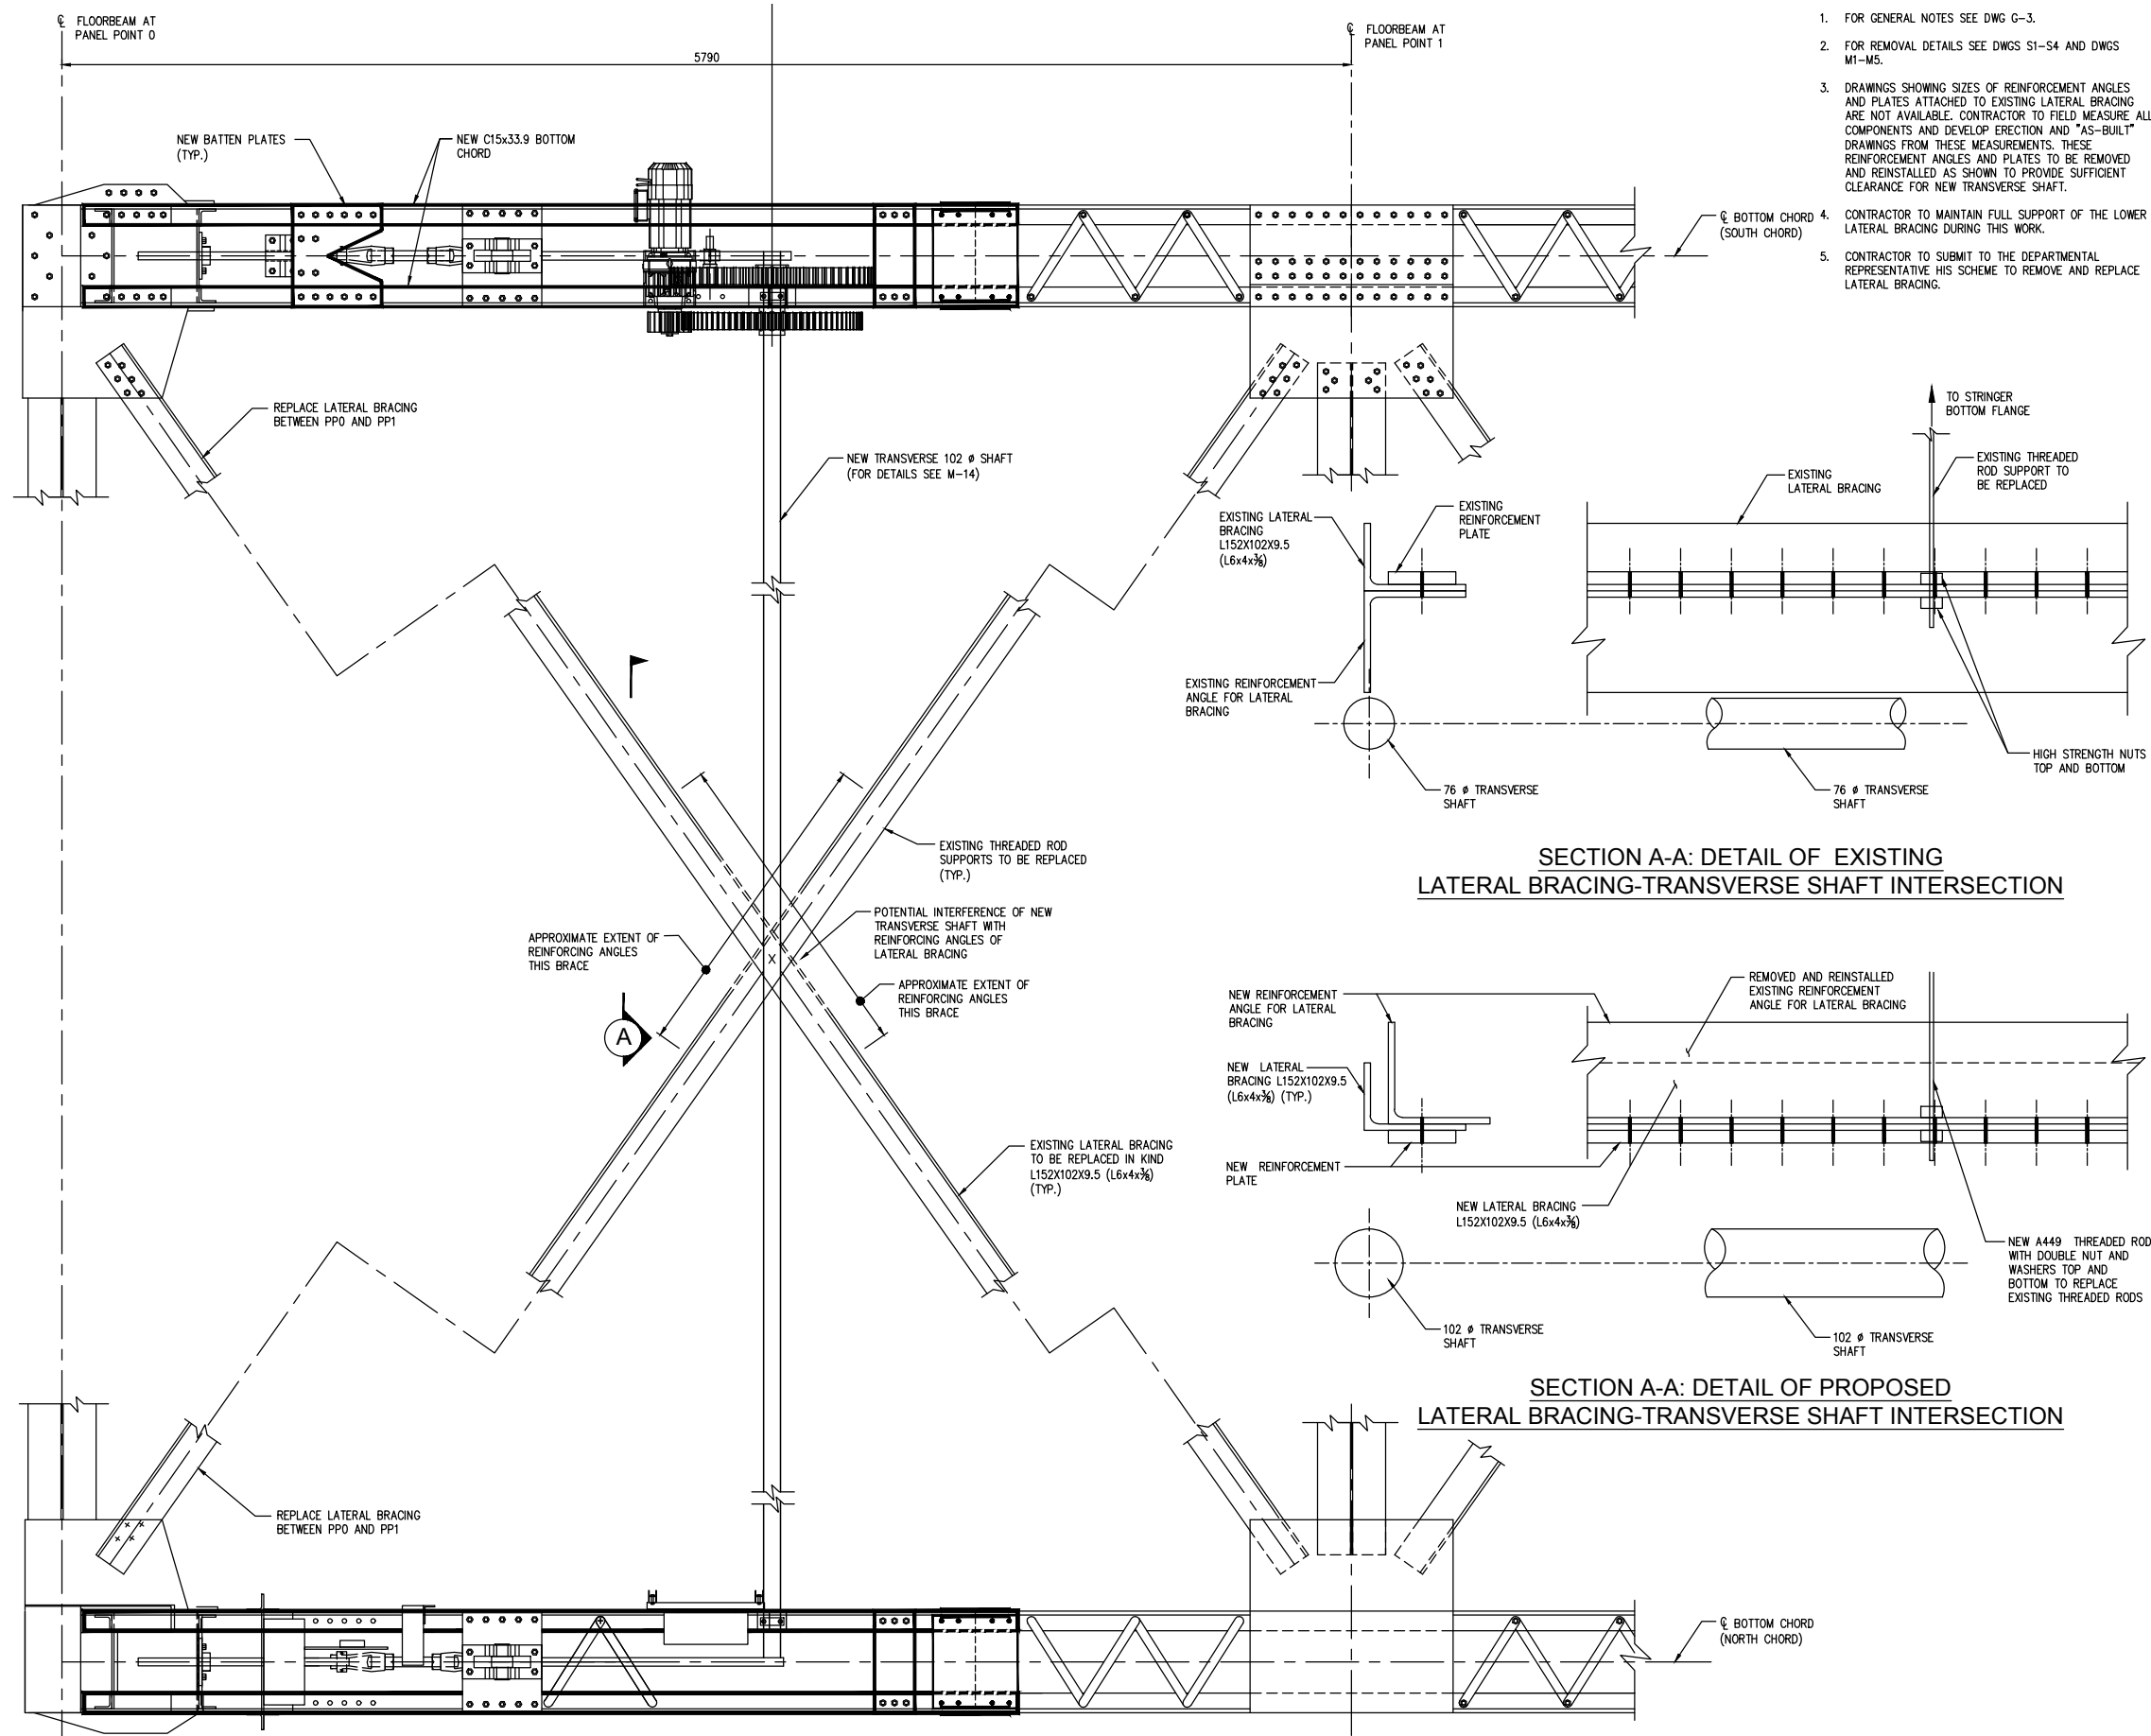 ℄ FLOORBEAM AT
PANEL POINT 0
5790
℄ FLOORBEAM AT
PANEL POINT 1
1. FOR GENERAL NOTES SEE DWG G-3.
2. FOR REMOVAL DETAILS SEE DWGS S1-S4 AND DWGS
M1-M5.
3. DRAWINGS SHOWING SIZES OF REINFORCEMENT ANGLES
AND PLATES ATTACHED TO EXISTING LATERAL BRACING
ARE NOT AVAILABLE. CONTRACTOR TO FIELD MEASURE ALL
COMPONENTS AND DEVELOP ERECTION AND "AS-BUILT"
DRAWINGS FROM THESE MEASUREMENTS. THESE
REINFORCEMENT ANGLES AND PLATES TO BE REMOVED
AND REINSTALLED AS SHOWN TO PROVIDE SUFFICIENT
CLEARANCE FOR NEW TRANSVERSE SHAFT.
4. CONTRACTOR TO MAINTAIN FULL SUPPORT OF THE LOWER
LATERAL BRACING DURING THIS WORK.
5. CONTRACTOR TO SUBMIT TO THE DEPARTMENTAL
REPRESENTATIVE HIS SCHEME TO REMOVE AND REPLACE
LATERAL BRACING.
NEW BATTEN PLATES
(TYP.)
NEW C15x33.9 BOTTOM
CHORD
℄ BOTTOM CHORD
(SOUTH CHORD)
REPLACE LATERAL BRACING
BETWEEN PP0 AND PP1
NEW TRANSVERSE 102 ø SHAFT
(FOR DETAILS SEE M-14)
TO STRINGER
BOTTOM FLANGE
EXISTING
LATERAL BRACING
EXISTING THREADED
ROD SUPPORT TO
BE REPLACED
EXISTING LATERAL
BRACING
L152X102X9.5
(L6x4x⅜)
EXISTING
REINFORCEMENT
PLATE
EXISTING REINFORCEMENT
ANGLE FOR LATERAL
BRACING
76 ø TRANSVERSE
SHAFT
76 ø TRANSVERSE
SHAFT
HIGH STRENGTH NUTS
TOP AND BOTTOM
SECTION A-A: DETAIL OF EXISTING
LATERAL BRACING-TRANSVERSE SHAFT INTERSECTION
EXISTING THREADED ROD
SUPPORTS TO BE REPLACED
(TYP.)
POTENTIAL INTERFERENCE OF NEW
TRANSVERSE SHAFT WITH
REINFORCING ANGLES OF
LATERAL BRACING
APPROXIMATE EXTENT OF
REINFORCING ANGLES
THIS BRACE
X
APPROXIMATE EXTENT OF
REINFORCING ANGLES
THIS BRACE
A
NEW REINFORCEMENT
ANGLE FOR LATERAL
BRACING
REMOVED AND REINSTALLED
EXISTING REINFORCEMENT
ANGLE FOR LATERAL BRACING
NEW LATERAL
BRACING L152X102X9.5
(L6x4x⅜) (TYP.)
NEW REINFORCEMENT
PLATE
NEW LATERAL BRACING
L152X102X9.5 (L6x4x⅜)
EXISTING LATERAL BRACING
TO BE REPLACED IN KIND
L152X102X9.5 (L6x4x⅜)
(TYP.)
NEW A449 THREADED ROD
WITH DOUBLE NUT AND
WASHERS TOP AND
BOTTOM TO REPLACE
EXISTING THREADED RODS
102 ø TRANSVERSE
SHAFT
102 ø TRANSVERSE
SHAFT
SECTION A-A: DETAIL OF PROPOSED
LATERAL BRACING-TRANSVERSE SHAFT INTERSECTION
REPLACE LATERAL BRACING
BETWEEN PP0 AND PP1
℄ BOTTOM CHORD
(NORTH CHORD)